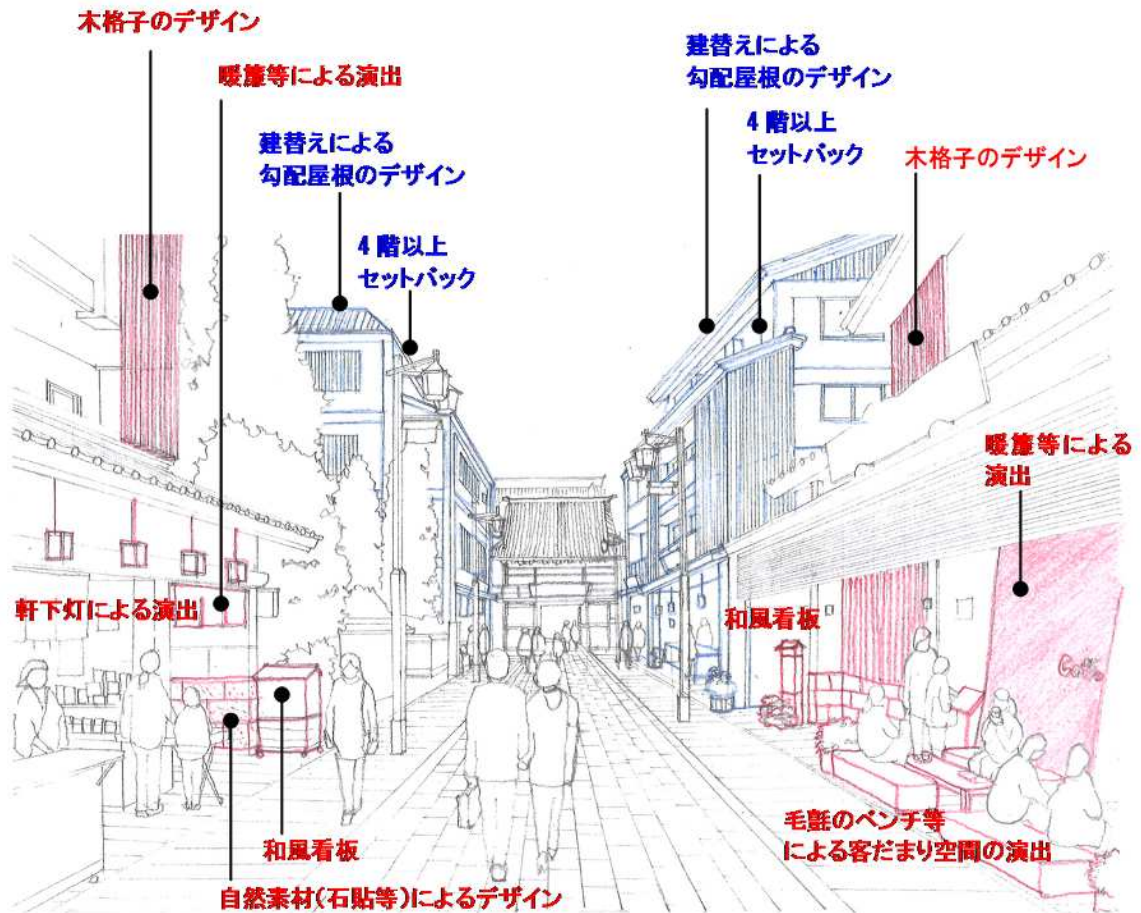 木格子のデザイン
暖簾等による演出
建替えによる
勾配屋根のデザイン
4階以上
セットバック
建替えによる
勾配屋根のデザイン
4階以上
セットバック
木格子のデザイン
暖簾等による
演出
軒下灯による演出
和風看板
和風看板
自然素材(石貼等)によるデザイン
毛氈のベンチ等
による客だまり空間の演出